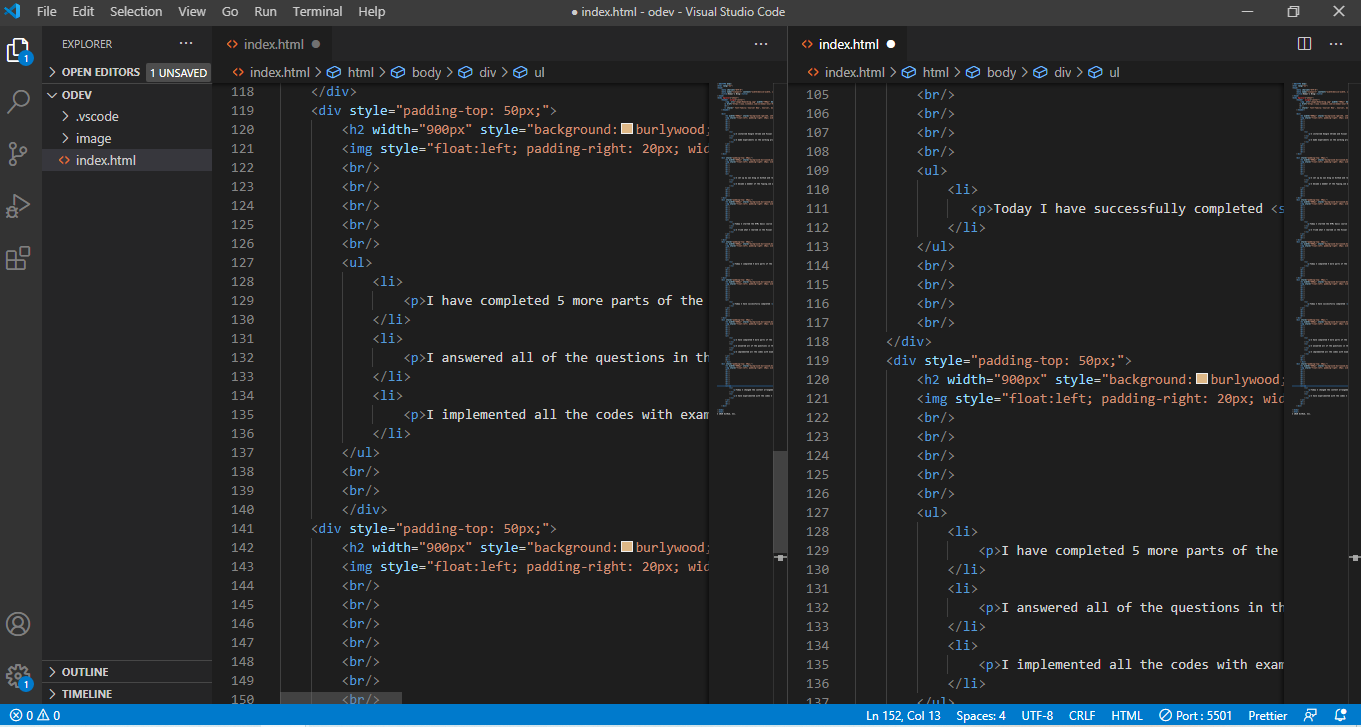 File Edit Selection View Go Run Terminal Help
● index.html - odev - Visual Studio Code
EXPLORER
OPEN EDITORS 1 UNSAVED
ODEV
.vscode
image
index.html
OUTLINE
TIMELINE
1
1
index.html
index.html > html > body > div > ul
118 </div>
119 <div style="padding-top: 50px;">
120 <h2 width="900px" style="background: burlywood;
121 <img style="float:left; padding-right: 20px; wid
122 <br/>
123 <br/>
124 <br/>
125 <br/>
126 <br/>
127 <ul>
128 <li>
129 <p>I have completed 5 more parts of the
130 </li>
131 <li>
132 <p>I answered all of the questions in th
133 </li>
134 <li>
135 <p>I implemented all the codes with exam
136 </li>
137 </ul>
138 <br/>
139 <br/>
140 </div>
141 <div style="padding-top: 50px;">
142 <h2 width="900px" style="background: burlywood;
143 <img style="float:left; padding-right: 20px; wid
144 <br/>
145 <br/>
146 <br/>
147 <br/>
148 <br/>
149 <br/>
150 <br/>
index.html
index.html > html > body > div > ul
105 <br/>
106 <br/>
107 <br/>
108 <br/>
109 <ul>
110 <li>
111 <p>Today I have successfully completed <s
112 </li>
113 </ul>
114 <br/>
115 <br/>
116 <br/>
117 <br/>
118 </div>
119 <div style="padding-top: 50px;">
120 <h2 width="900px" style="background: burlywood;
121 <img style="float:left; padding-right: 20px; wid
122 <br/>
123 <br/>
124 <br/>
125 <br/>
126 <br/>
127 <ul>
128 <li>
129 <p>I have completed 5 more parts of the
130 </li>
131 <li>
132 <p>I answered all of the questions in th
133 </li>
134 <li>
135 <p>I implemented all the codes with exam
136 </li>
137 </ul>
0 0 Ln 152, Col 13 Spaces: 4 UTF-8 CRLF HTML Port : 5501 Prettier